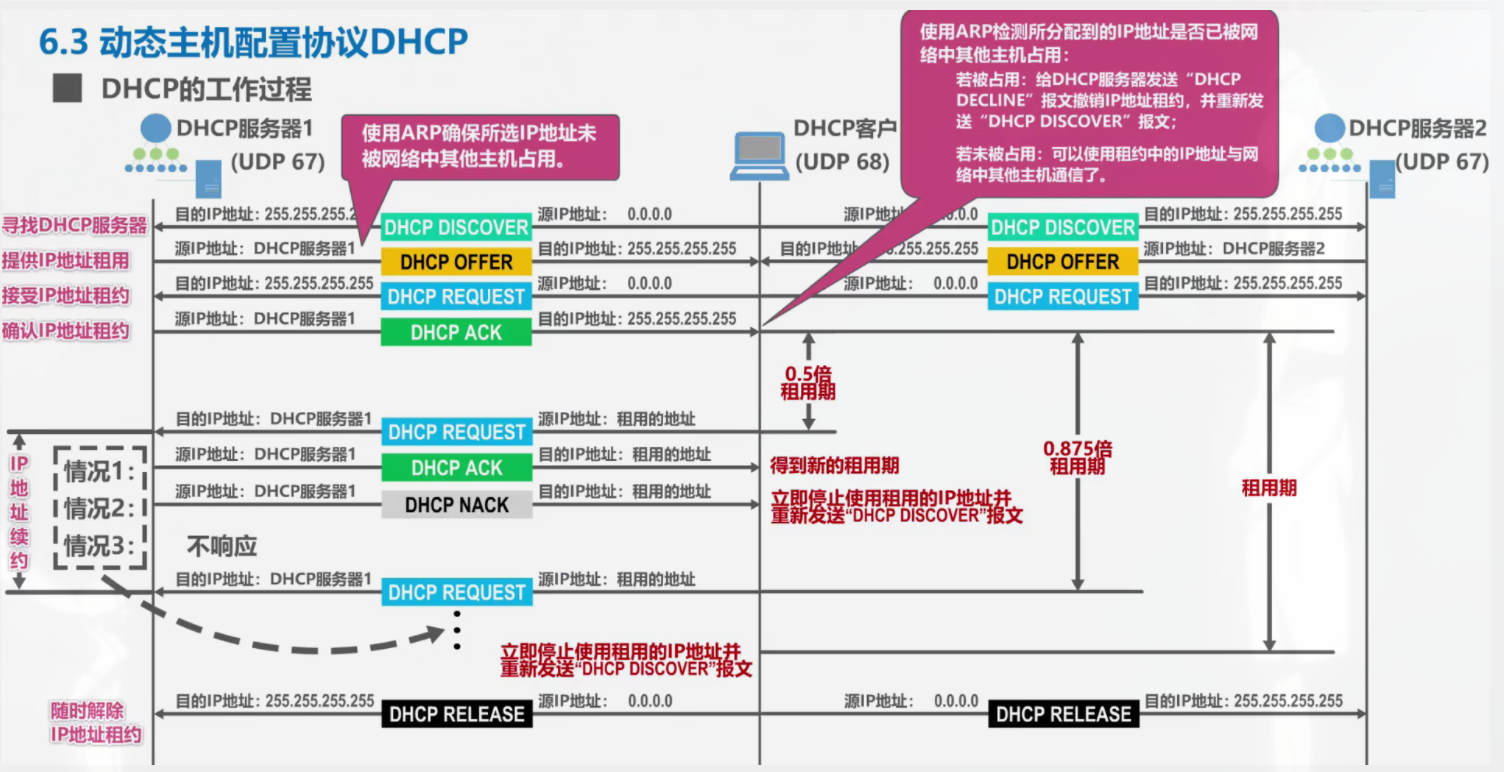 6.3 动态主机配置协议DHCP
DHCP的工作过程
使用ARP检测所分配到的IP地址是否已被网
络中其他主机占用：
若被占用：给DHCP服务器发送“DHCP
DECLINE”报文撤销IP地址租约，并重新发
送“DHCP DISCOVER”报文；
若未被占用：可以使用租约中的IP地址与网
络中其他主机通信了。
DHCP服务器1
(UDP 67)
使用ARP确保所选IP地址未
被网络中其他主机占用。
DHCP客户
(UDP 68)
DHCP服务器2
(UDP 67)
寻找DHCP服务器
目的IP地址：255.255.255.2
DHCP DISCOVER
源IP地址： 0.0.0.0
源IP地 .0.0
DHCP DISCOVER
目的IP地址：255.255.255.255
提供IP地址租用
源IP地址：DHCP服务器1
DHCP OFFER
目的IP地址：255.255.255.255
目的IP地址 .255.255
DHCP OFFER
源IP地址：DHCP服务器2
接受IP地址租约
目的IP地址：255.255.255.255
DHCP REQUEST
源IP地址： 0.0.0.0
源IP地址： 0.0.0.0
DHCP REQUEST
目的IP地址：255.255.255.255
确认IP地址租约
源IP地址：DHCP服务器1
DHCP ACK
目的IP地址：255.255.255.255
0.5倍
租用期
0.875倍
租用期
租用期
IP
地
址
续
约
目的IP地址：DHCP服务器1
DHCP REQUEST
源IP地址：租用的地址
情况1：
源IP地址：DHCP服务器1
DHCP ACK
目的IP地址：租用的地址
得到新的租用期
情况2：
源IP地址：DHCP服务器1
DHCP NACK
目的IP地址：租用的地址
立即停止使用租用的IP地址并
重新发送“DHCP DISCOVER”报文
情况3：
不响应
目的IP地址：DHCP服务器1
DHCP REQUEST
源IP地址：租用的地址
立即停止使用租用的IP地址并
重新发送“DHCP DISCOVER”报文
随时解除
IP地址租约
目的IP地址：255.255.255.255
DHCP RELEASE
源IP地址： 0.0.0.0
源IP地址： 0.0.0.0
DHCP RELEASE
目的IP地址：255.255.255.255